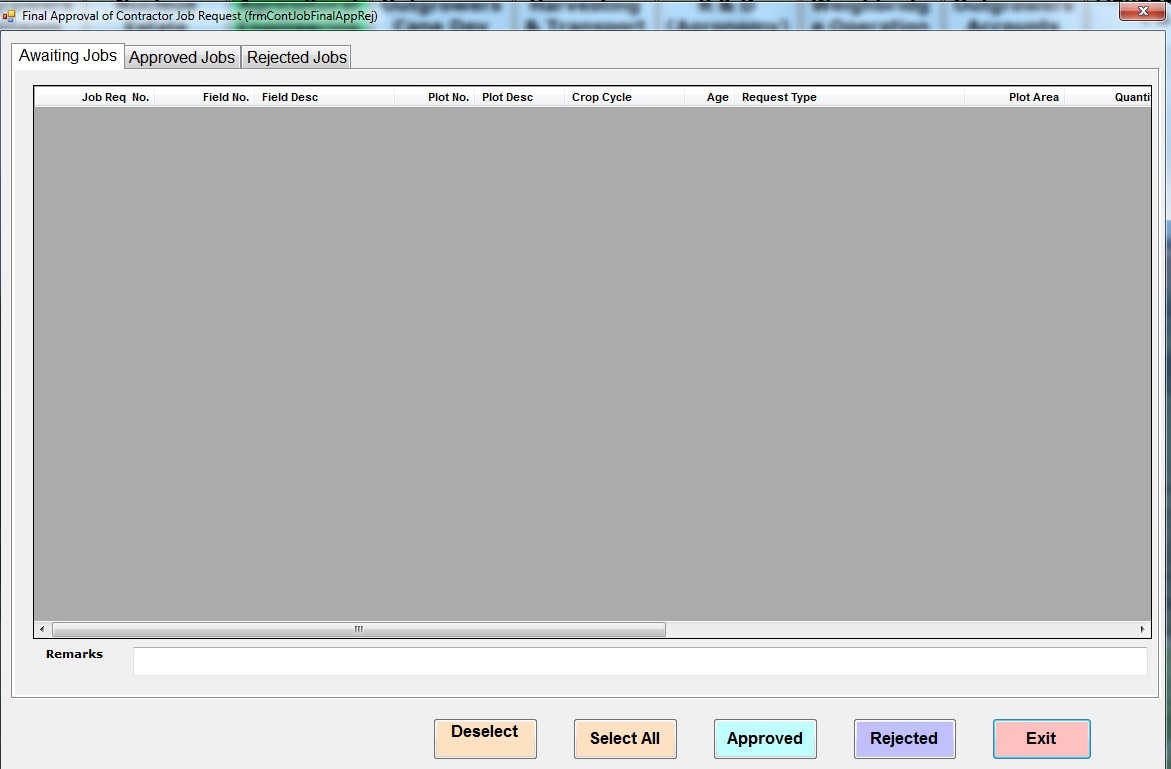 Final Approval of Contractor Job Request (frmContJobFinalAppRej)
Awaiting Jobs Approved Jobs Rejected Jobs
Job Req No. Field No. Field Desc Plot No. Plot Desc Crop Cycle Age Request Type Plot Area Quanti
Remarks
Deselect Select All Approved Rejected Exit